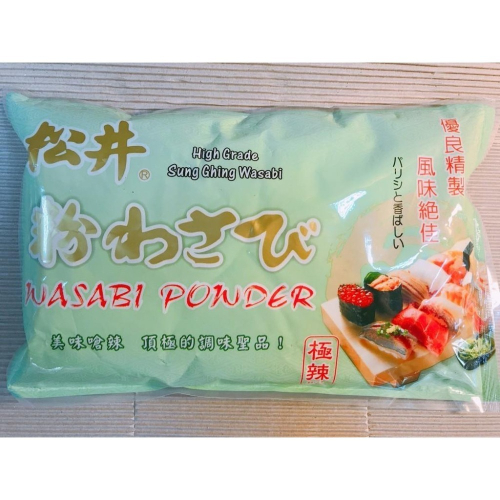 松井®
High Grade
Sung Ghing Wasabi
粉わさび
WASABI POWDER
美味嗆辣 頂極的調味聖品！
優良精製
風味絶佳
パリッと香ばしい
極辣